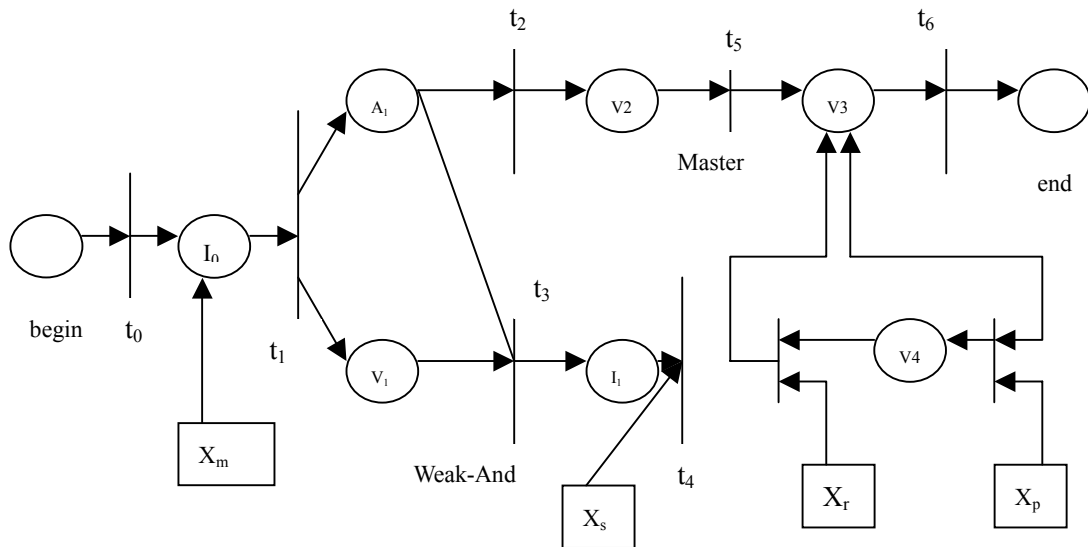 t2
t5
t6
A1
V2
V3
Master
end
I0
begin
t0
t1
t3
V1
I1
V4
Weak-And
t4
Xm
Xs
Xr
Xp